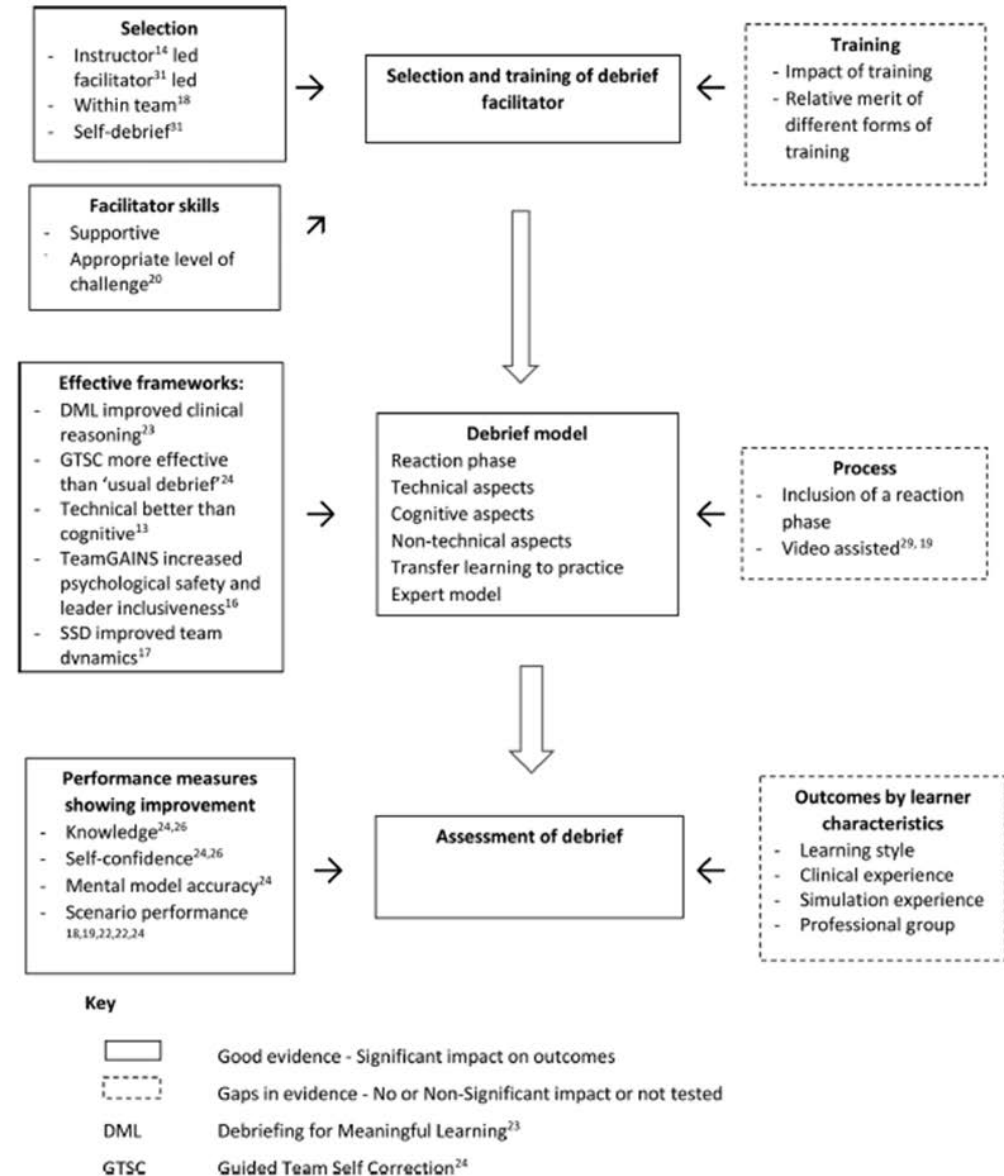 Selection
- Instructor¹⁴ led
facilitator³¹ led
- Within team¹⁸
- Self-debrief³¹
Selection and training of debrief
facilitator
Training
- Impact of training
- Relative merit of
different forms of
training
Facilitator skills
- Supportive
- Appropriate level of
challenge²⁰
Effective frameworks:
- DML improved clinical
reasoning²³
- GTSC more effective
than ‘usual debrief’²⁴
- Technical better than
cognitive¹³
- TeamGAINS increased
psychological safety and
leader inclusiveness¹⁶
- SSD improved team
dynamics¹⁷
Debrief model
Reaction phase
Technical aspects
Cognitive aspects
Non-technical aspects
Transfer learning to practice
Expert model
Process
- Inclusion of a reaction
phase
- Video assisted²⁹, ¹⁹
Performance measures
showing improvement
- Knowledge²⁴,²⁶
- Self-confidence²⁴,²⁶
- Mental model accuracy²⁴
- Scenario performance
¹⁸,¹⁹,²²,²²,²⁴
Assessment of debrief
Outcomes by learner
characteristics
- Learning style
- Clinical experience
- Simulation experience
- Professional group
Key
Good evidence - Significant impact on outcomes
Gaps in evidence - No or Non-Significant impact or not tested
DML Debriefing for Meaningful Learning²³
GTSC Guided Team Self Correction²⁴